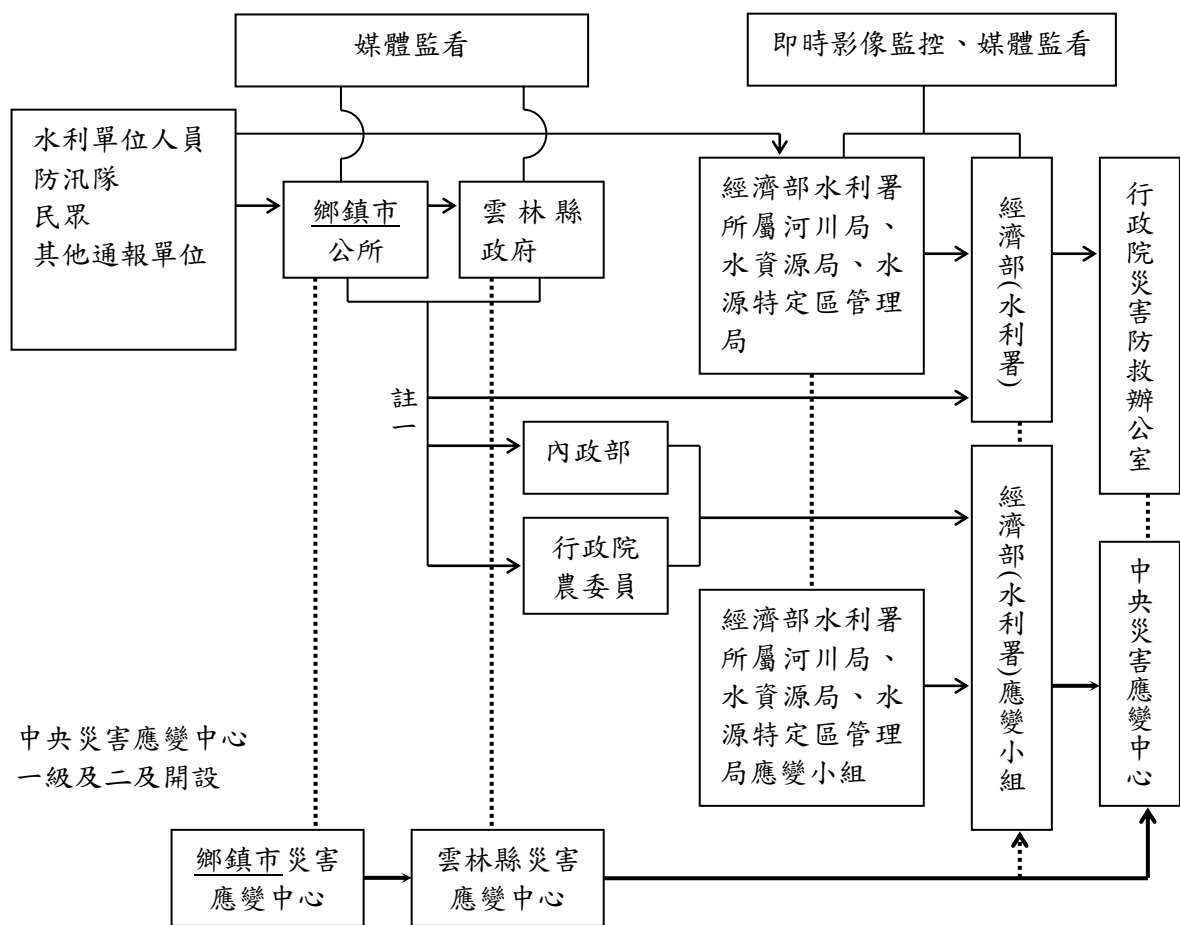 媒體監看
即時影像監控、媒體監看
水利單位人員
防汛隊
民眾
其他通報單位
鄉鎮市
公所
雲林縣
政府
經濟部水利署
所屬河川局、
水資源局、水
源特定區管理
局
經濟部(水利署)
行政院災害防救辦公室
註一
內政部
行政院
農委員
經濟部水利署
所屬河川局、
水資源局、水
源特定區管理
局應變小組
經濟部(水利署)應變小組
中央災害應變中心
中央災害應變中心
一級及二及開設
鄉鎮市災害
應變中心
雲林縣災害
應變中心